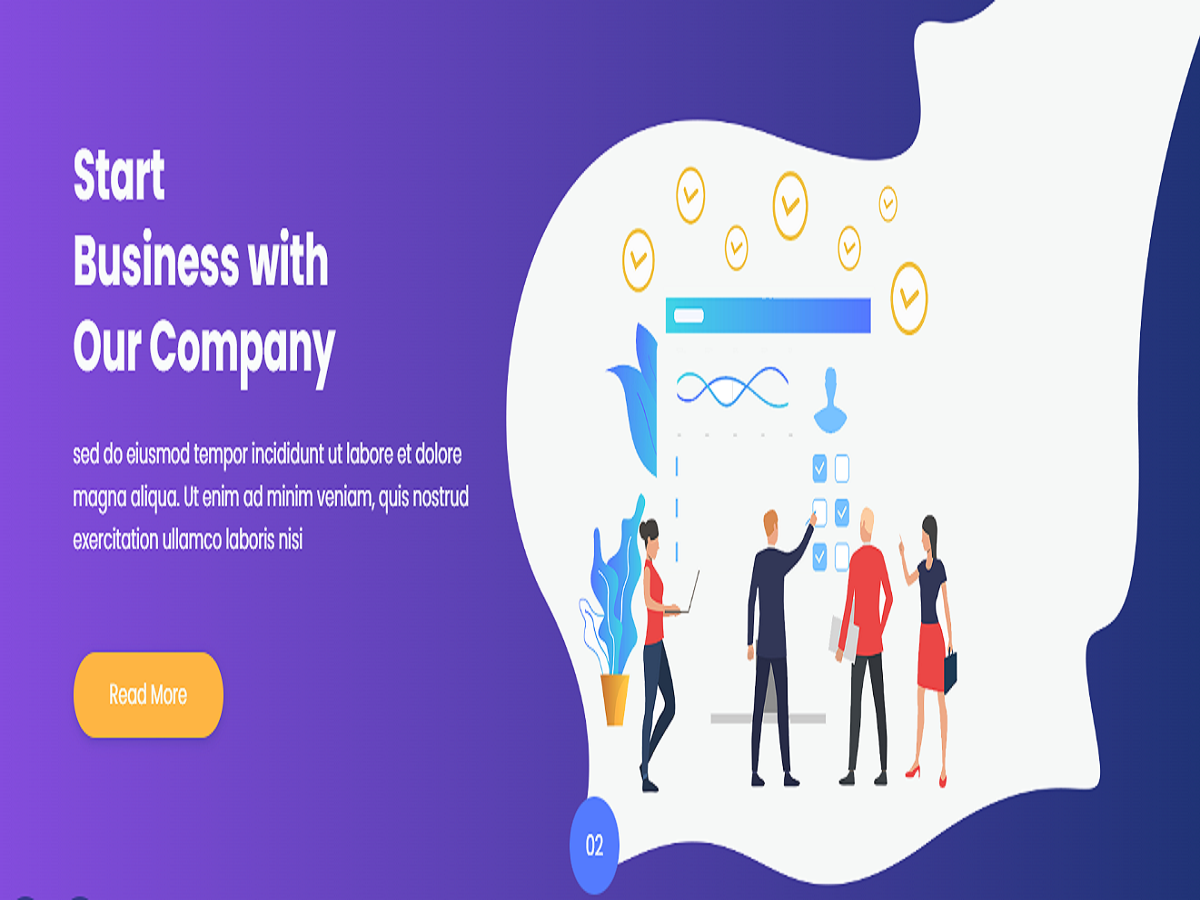 Start
Business with
Our Company
sed do eiusmod tempor incididunt ut labore et dolore
magna aliqua. Ut enim ad minim veniam, quis nostrud
exercitation ullamco laboris nisi
Read More
02